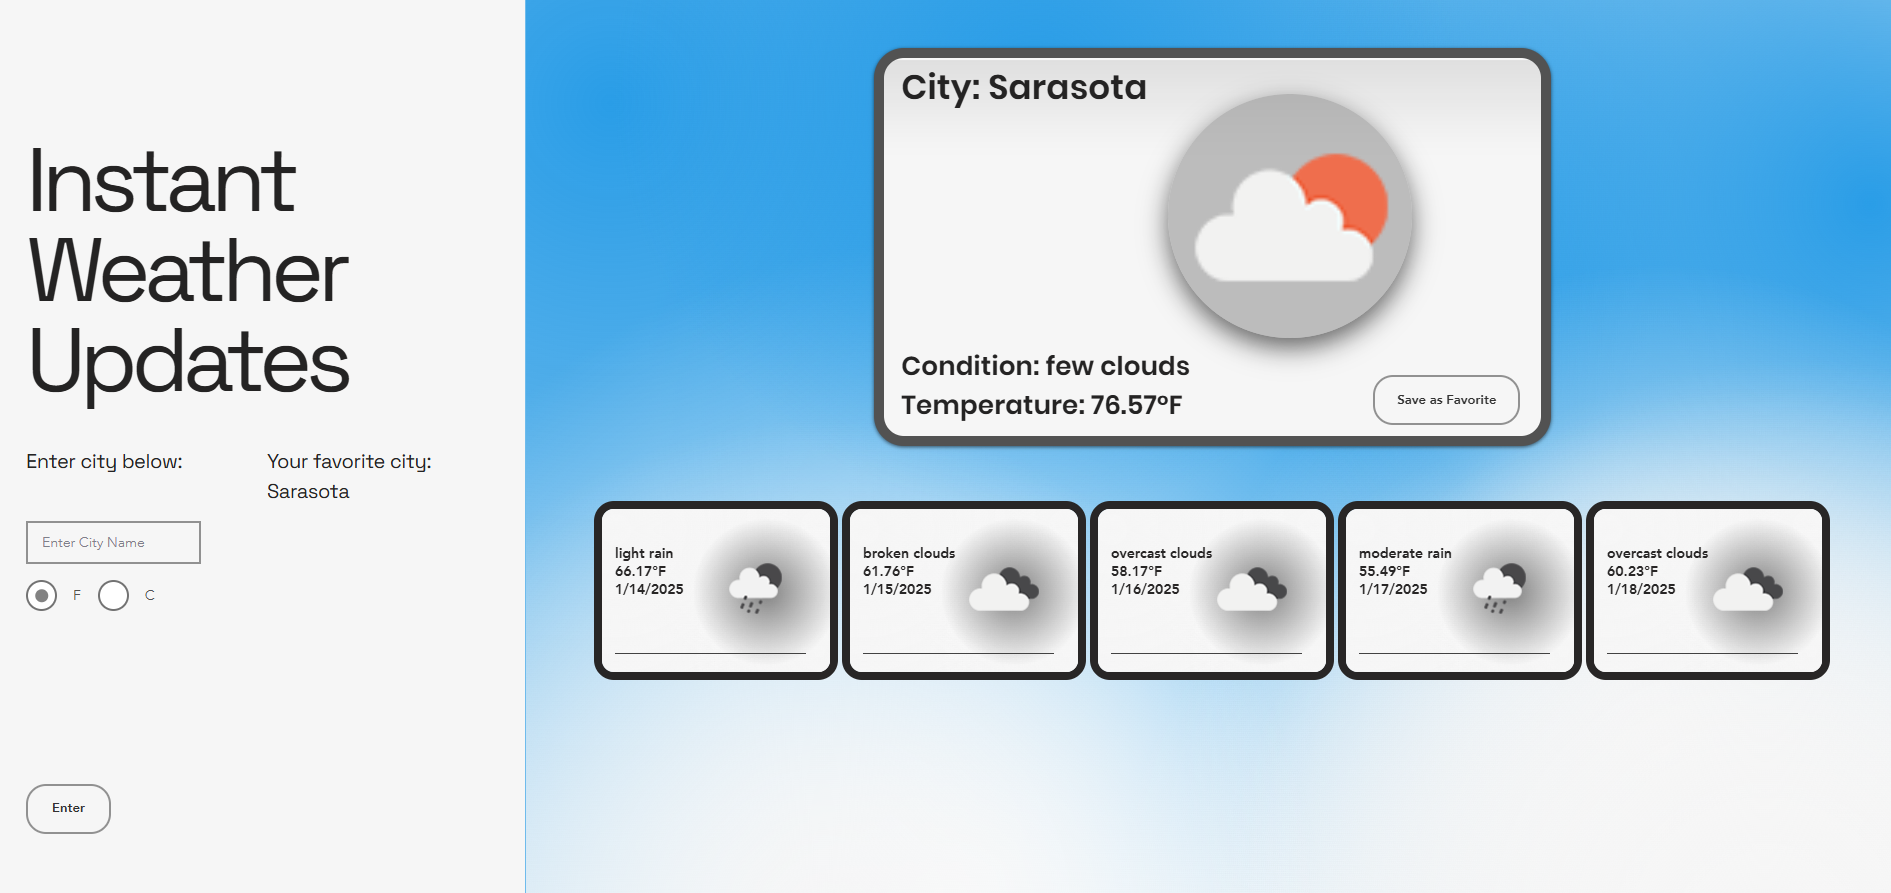 Instant
Weather
Updates
Enter city below:
Your favorite city:
Sarasota
Enter City Name
F
C
Enter
City: Sarasota
Condition: few clouds
Temperature: 76.57°F
Save as Favorite
light rain
66.17°F
1/14/2025
broken clouds
61.76°F
1/15/2025
overcast clouds
58.17°F
1/16/2025
moderate rain
55.49°F
1/17/2025
overcast clouds
60.23°F
1/18/2025